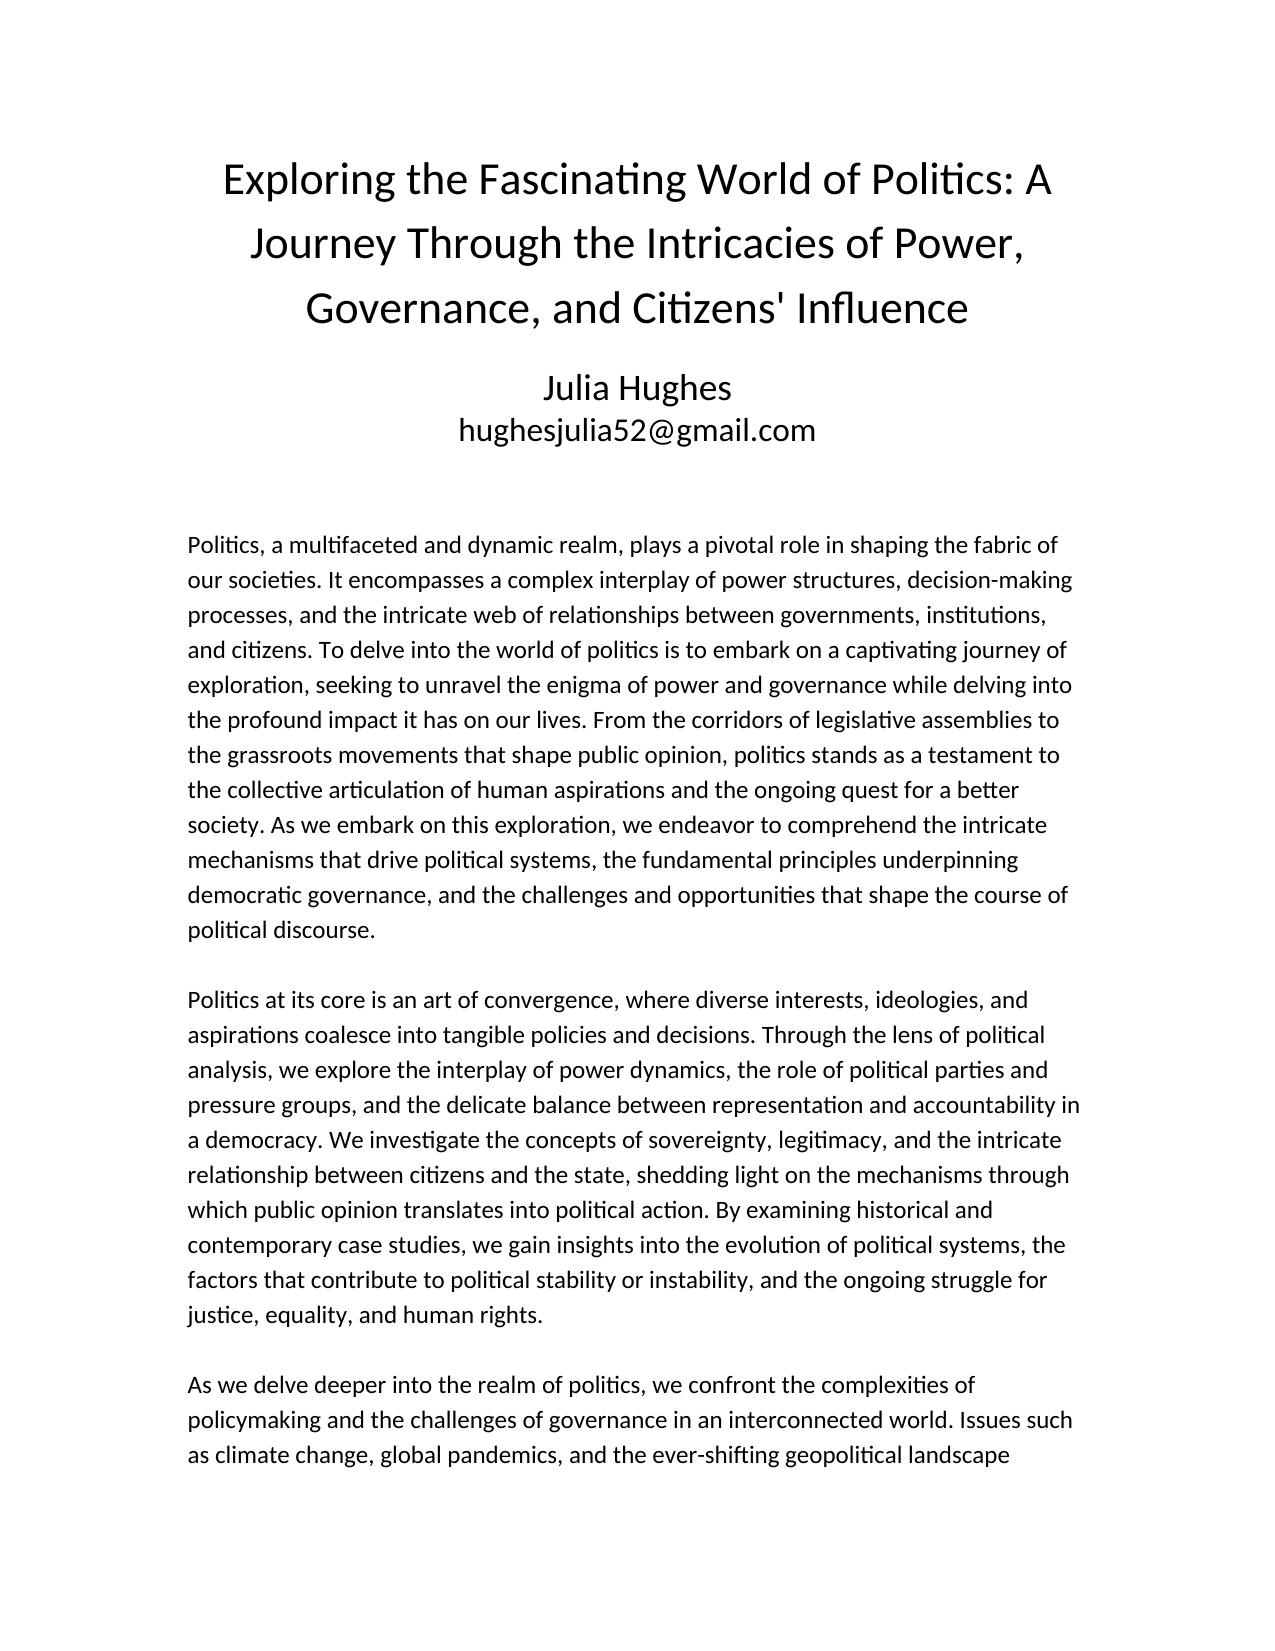 Exploring the Fascinating World of Politics: A
Journey Through the Intricacies of Power,
Governance, and Citizens' Influence
Julia Hughes
hughesjulia52@gmail.com
Politics, a multifaceted and dynamic realm, plays a pivotal role in shaping the fabric of
our societies. It encompasses a complex interplay of power structures, decision-making
processes, and the intricate web of relationships between governments, institutions,
and citizens. To delve into the world of politics is to embark on a captivating journey of
exploration, seeking to unravel the enigma of power and governance while delving into
the profound impact it has on our lives. From the corridors of legislative assemblies to
the grassroots movements that shape public opinion, politics stands as a testament to
the collective articulation of human aspirations and the ongoing quest for a better
society. As we embark on this exploration, we endeavor to comprehend the intricate
mechanisms that drive political systems, the fundamental principles underpinning
democratic governance, and the challenges and opportunities that shape the course of
political discourse.
Politics at its core is an art of convergence, where diverse interests, ideologies, and
aspirations coalesce into tangible policies and decisions. Through the lens of political
analysis, we explore the interplay of power dynamics, the role of political parties and
pressure groups, and the delicate balance between representation and accountability in
a democracy. We investigate the concepts of sovereignty, legitimacy, and the intricate
relationship between citizens and the state, shedding light on the mechanisms through
which public opinion translates into political action. By examining historical and
contemporary case studies, we gain insights into the evolution of political systems, the
factors that contribute to political stability or instability, and the ongoing struggle for
justice, equality, and human rights.
As we delve deeper into the realm of politics, we confront the complexities of
policymaking and the challenges of governance in an interconnected world. Issues such
as climate change, global pandemics, and the ever-shifting geopolitical landscape